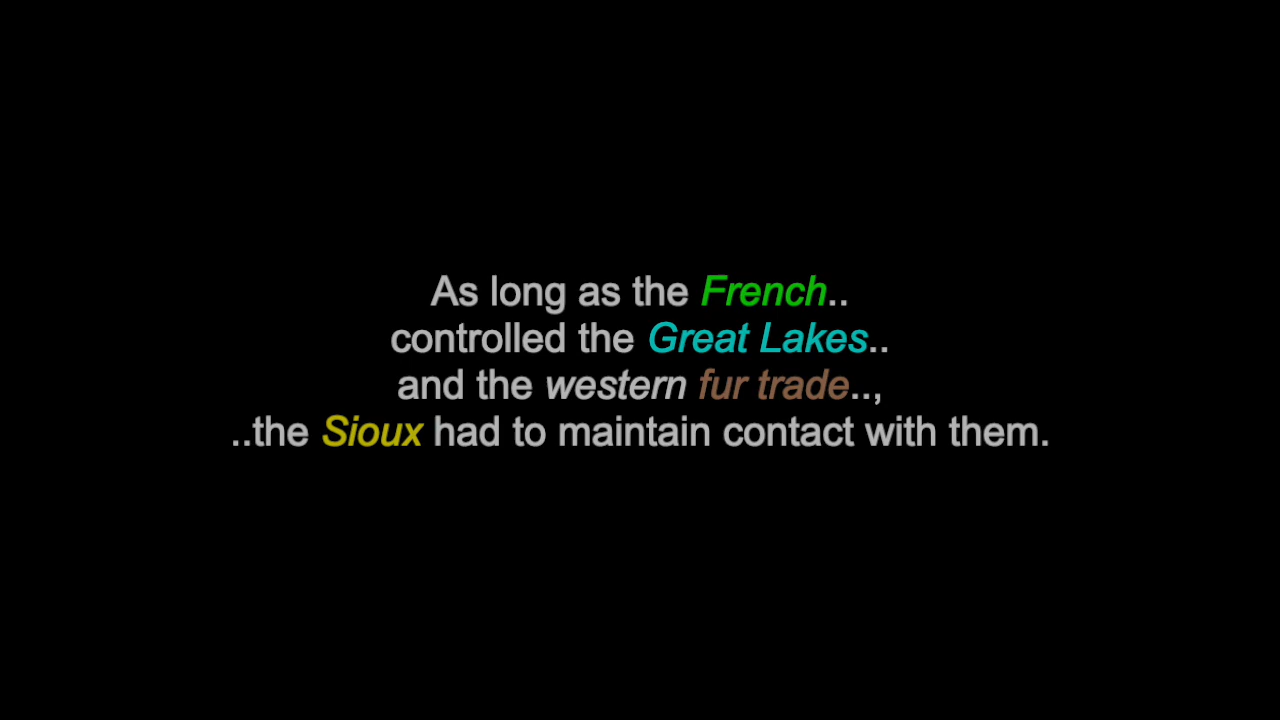 As long as the French..
controlled the Great Lakes..
and the western fur trade..,
..the Sioux had to maintain contact with them.